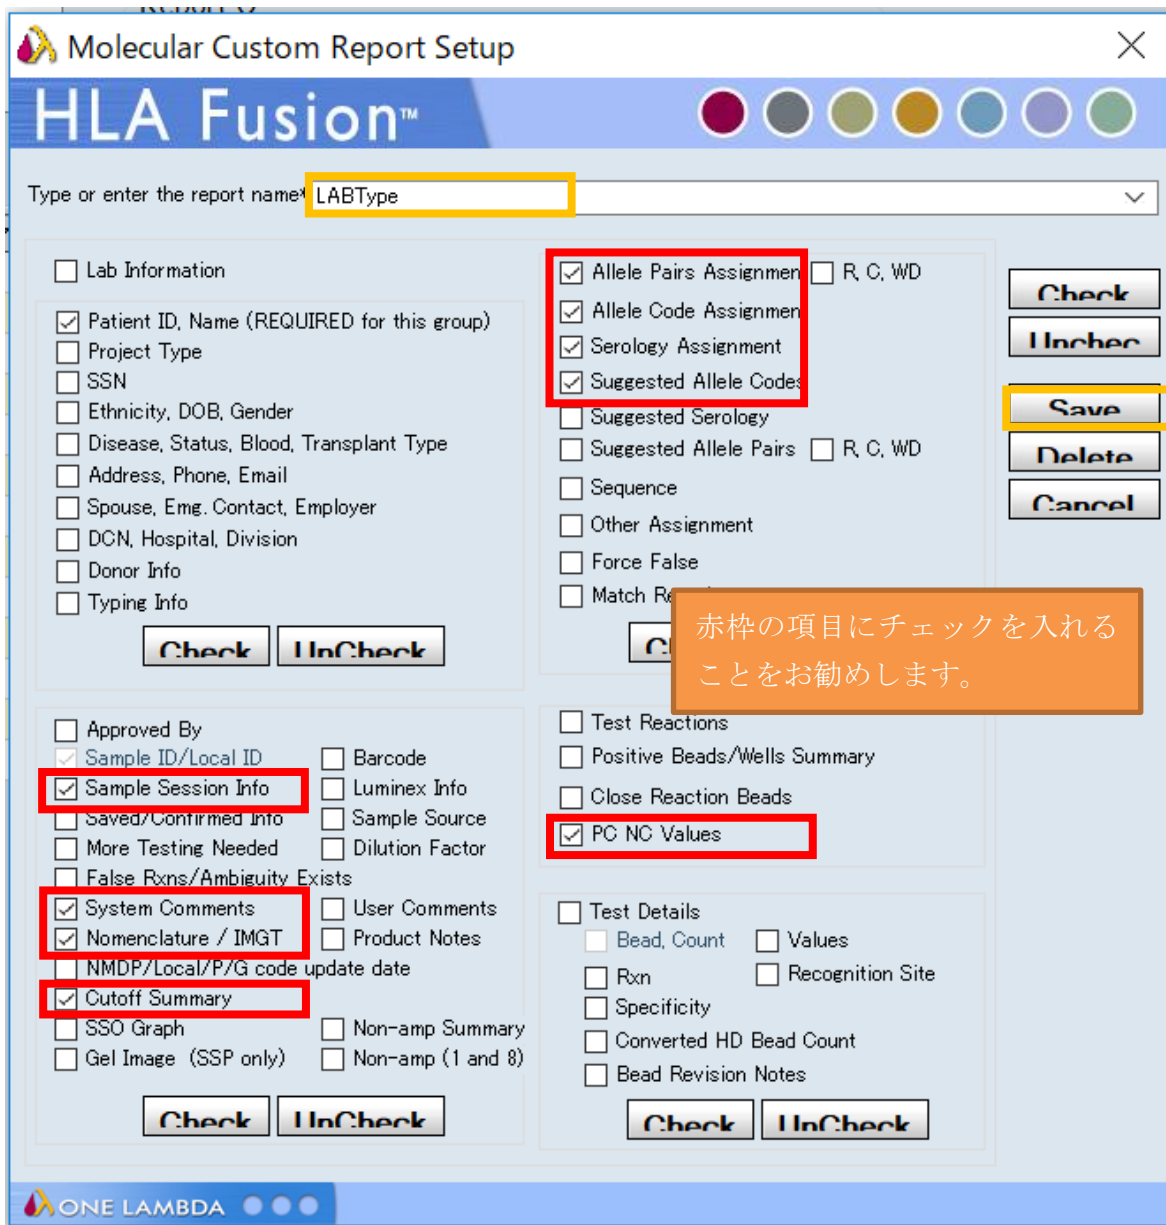 Molecular Custom Report Setup
HLA Fusion™
Type or enter the report name* LABType
Lab Information
Patient ID, Name (REQUIRED for this group)
Project Type
SSN
Ethnicity, DOB, Gender
Disease, Status, Blood, Transplant Type
Address, Phone, Email
Spouse, Emg. Contact, Employer
DCN, Hospital, Division
Donor Info
Typing Info
Check UnCheck
Allele Pairs Assignmen R, C, WD
Allele Code Assignmen
Serology Assignment
Suggested Allele Codes
Suggested Serology
Suggested Allele Pairs R, C, WD
Sequence
Other Assignment
Force False
Match
赤枠の項目にチェックを入れる
ことをお勧めします。
Check
Unchec
Save
Delete
Cancel
Approved By
Sample ID/Local ID Barcode
Sample Session Info Luminex Info
Saved/Confirmed Info Sample Source
More Testing Needed Dilution Factor
False Rxns/Ambiguity Exists
System Comments User Comments
Nomenclature / IMGT Product Notes
NMDP/Local/P/G code update date
Cutoff Summary
SSO Graph Non-amp Summary
Gel Image (SSP only) Non-amp (1 and 8)
Check UnCheck
Test Reactions
Positive Beads/Wells Summary
Close Reaction Beads
PC NC Values
Test Details
Bead, Count Values
Rxn Recognition Site
Specificity
Converted HD Bead Count
Bead Revision Notes
Check UnCheck
ONE LAMBDA